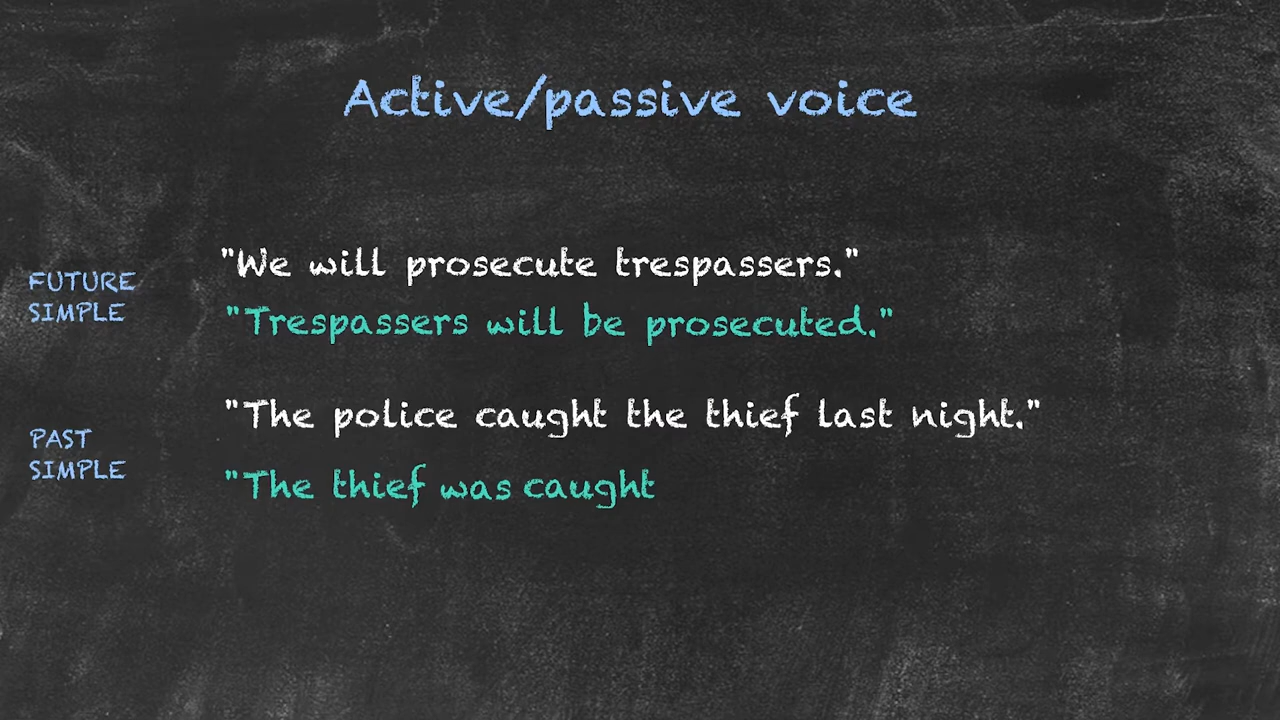 Active/passive voice
FUTURE
SIMPLE
"We will prosecute trespassers."
"Trespassers will be prosecuted."
PAST
SIMPLE
"The police caught the thief last night."
"The thief was caught